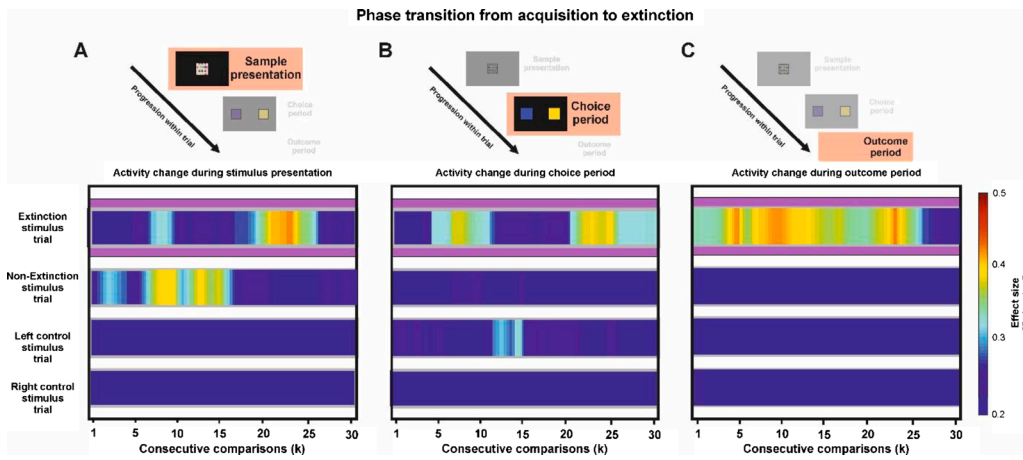 Phase transition from acquisition to extinction
A
Sample
presentation
Choice
period
Outcome
period
Progression within trial
B
Sample
presentation
Choice
period
Outcome
period
Progression within trial
C
Sample
presentation
Choice
period
Outcome
period
Progression within trial
Activity change during stimulus presentation
Activity change during choice period
Activity change during outcome period
Extinction
stimulus
trial
Non-Extinction
stimulus
trial
Left control
stimulus
trial
Right control
stimulus
trial
1 5 10 15 20 25 30
Consecutive comparisons (k)
1 5 10 15 20 25 30
Consecutive comparisons (k)
1 5 10 15 20 25 30
Consecutive comparisons (k)
0.5
0.4
0.3
0.2
Effect size